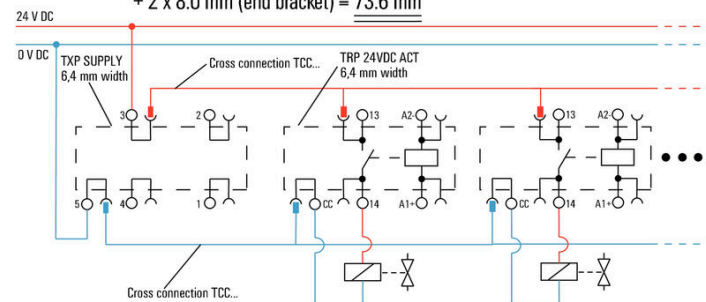 + 2 x 8.0 mm (end bracket) = 73.6 mm
24 V DC
0 V DC
TXP SUPPLY
6,4 mm width
Cross connection TCC...
TRP 24VDC ACT
6,4 mm width
3 2 13 A2- 13 A2-
5 4 1 CC 14 A1+ CC 14 A1+
Cross connection TCC...